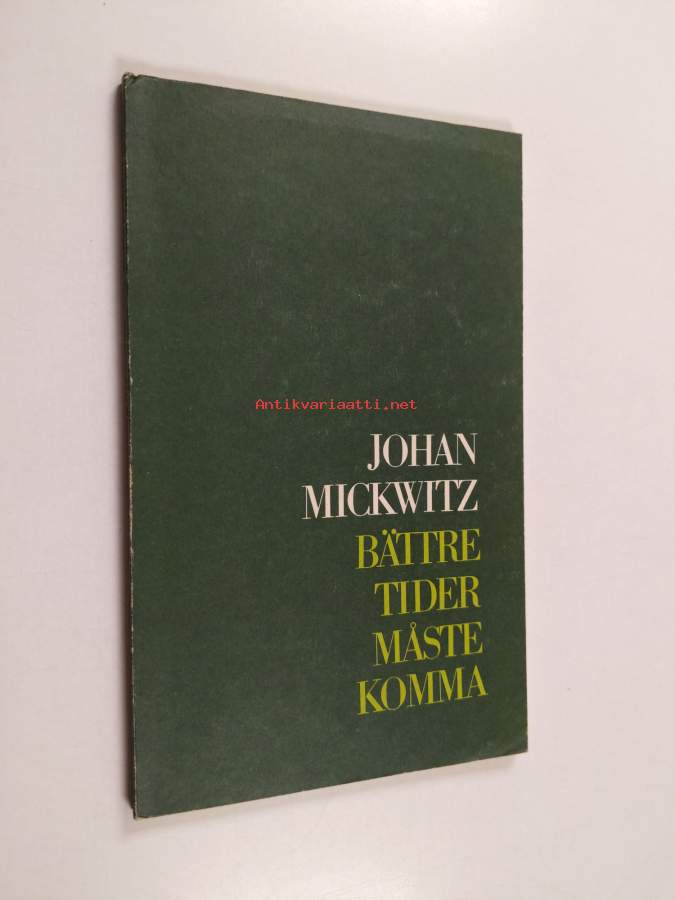 Antikvariaatti.net
JOHAN
MICKWITZ
BÄTTRE
TIDER
MÅSTE
KOMMA